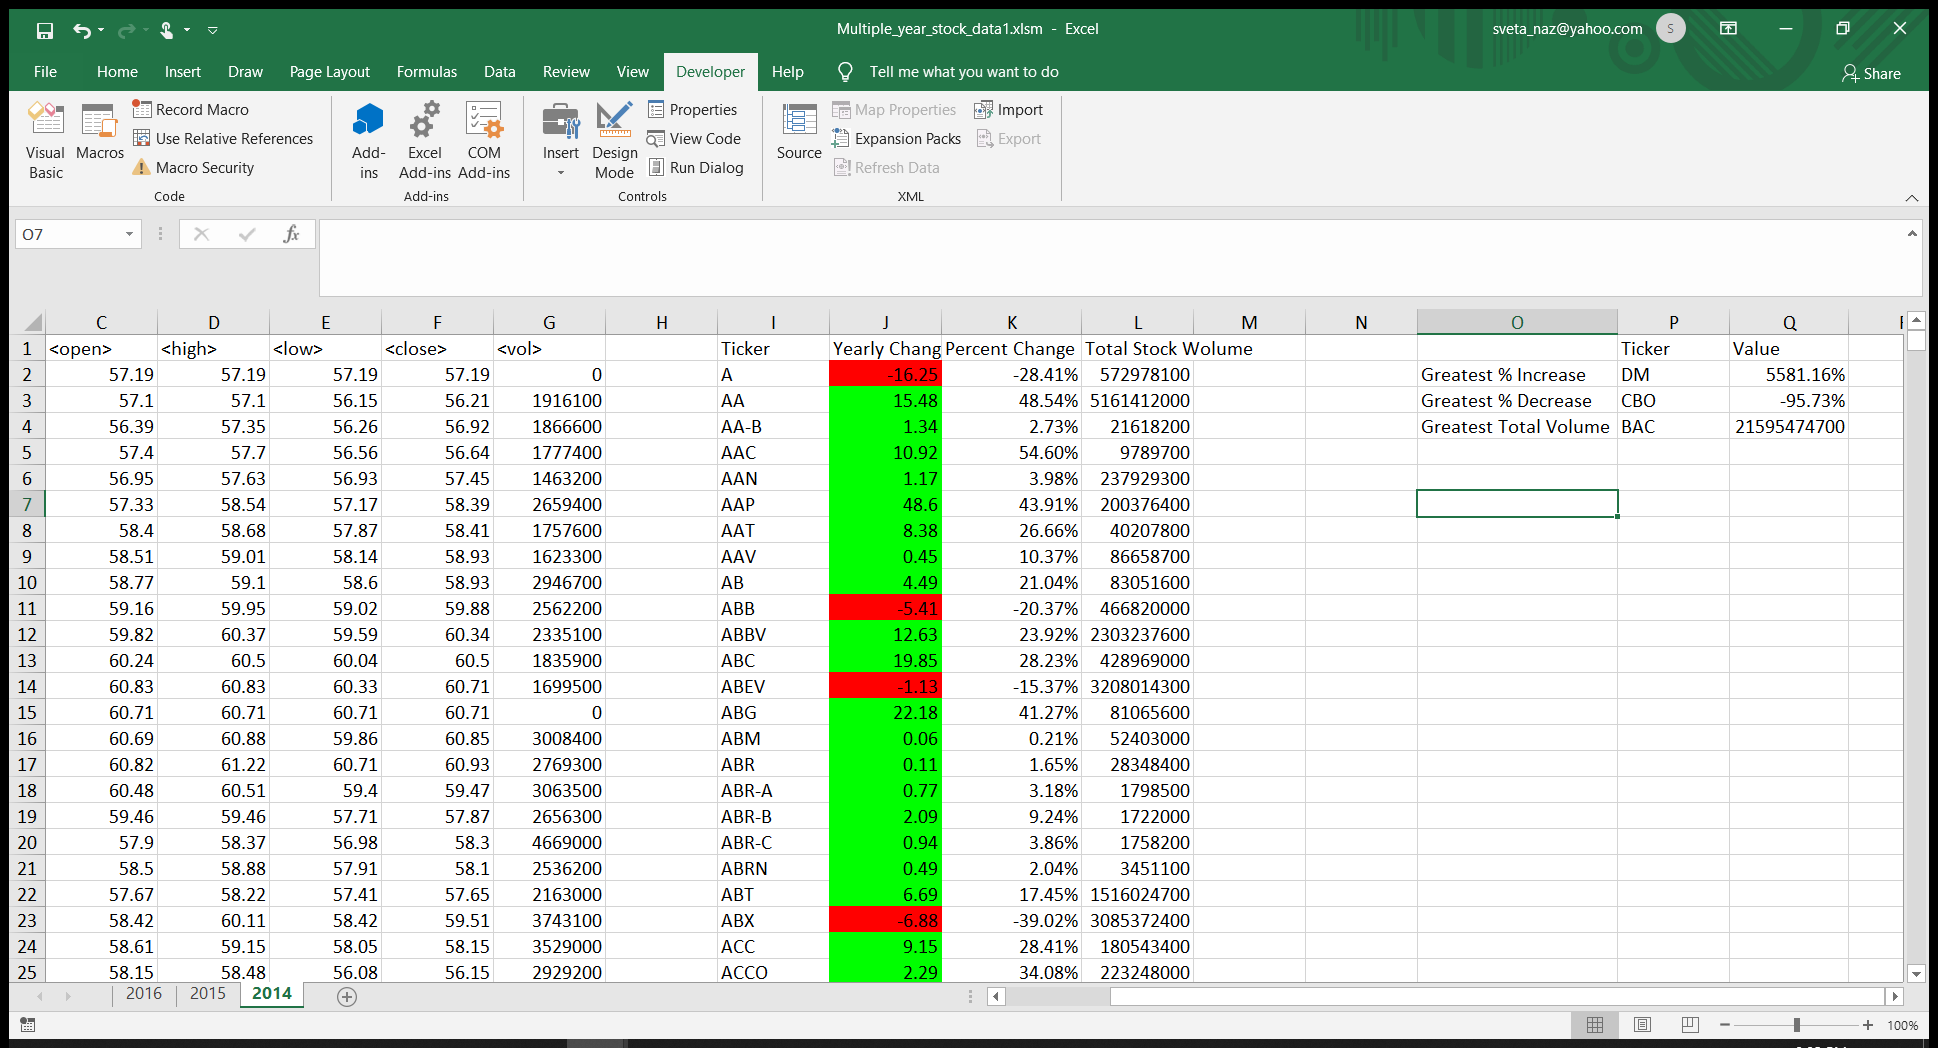 Multiple_year_stock_data1.xlsm - Excel
sveta_naz@yahoo.com S
File Home Insert Draw Page Layout Formulas Data Review View Developer Help Tell me what you want to do Share
Visual Basic
Macros
Record Macro
Use Relative References
Macro Security
Code
Add-ins
Excel Add-ins
COM Add-ins
Add-ins
Insert
Design Mode
Properties
View Code
Run Dialog
Controls
Source
Map Properties
Expansion Packs
Refresh Data
Import
Export
XML
O7 fx
C D E F G H I J K L M N O P Q
1 <open> <high> <low> <close> <vol> Ticker Yearly Chang Percent Change Total Stock Wolume Ticker Value
2 57.19 57.19 57.19 57.19 0 A -16.25 -28.41% 572978100 Greatest % Increase DM 5581.16%
3 57.1 57.1 56.15 56.21 1916100 AA 15.48 48.54% 5161412000 Greatest % Decrease CBO -95.73%
4 56.39 57.35 56.26 56.92 1866600 AA-B 1.34 2.73% 21618200 Greatest Total Volume BAC 21595474700
5 57.4 57.7 56.56 56.64 1777400 AAC 10.92 54.60% 9789700
6 56.95 57.63 56.93 57.45 1463200 AAN 1.17 3.98% 237929300
7 57.33 58.54 57.17 58.39 2659400 AAP 48.6 43.91% 200376400
8 58.4 58.68 57.87 58.41 1757600 AAT 8.38 26.66% 40207800
9 58.51 59.01 58.14 58.93 1623300 AAV 0.45 10.37% 86658700
10 58.77 59.1 58.6 58.93 2946700 AB 4.49 21.04% 83051600
11 59.16 59.95 59.02 59.88 2562200 ABB -5.41 -20.37% 466820000
12 59.82 60.37 59.59 60.34 2335100 ABBV 12.63 23.92% 2303237600
13 60.24 60.5 60.04 60.5 1835900 ABC 19.85 28.23% 428969000
14 60.83 60.83 60.33 60.71 1699500 ABEV -1.13 -15.37% 3208014300
15 60.71 60.71 60.71 60.71 0 ABG 22.18 41.27% 81065600
16 60.69 60.88 59.86 60.85 3008400 ABM 0.06 0.21% 52403000
17 60.82 61.22 60.71 60.93 2769300 ABR 0.11 1.65% 28348400
18 60.48 60.51 59.4 59.47 3063500 ABR-A 0.77 3.18% 1798500
19 59.46 59.46 57.71 57.87 2656300 ABR-B 2.09 9.24% 1722000
20 57.9 58.37 56.98 58.3 4669000 ABR-C 0.94 3.86% 1758200
21 58.5 58.88 57.91 58.1 2536200 ABRN 0.49 2.04% 3451100
22 57.67 58.22 57.41 57.65 2163000 ABT 6.69 17.45% 1516024700
23 58.42 60.11 58.42 59.51 3743100 ABX -6.88 -39.02% 3085372400
24 58.61 59.15 58.05 58.15 3529000 ACC 9.15 28.41% 180543400
25 58.15 58.48 56.08 56.15 2929200 ACCO 2.29 34.08% 223248000
2016 2015 2014
100%